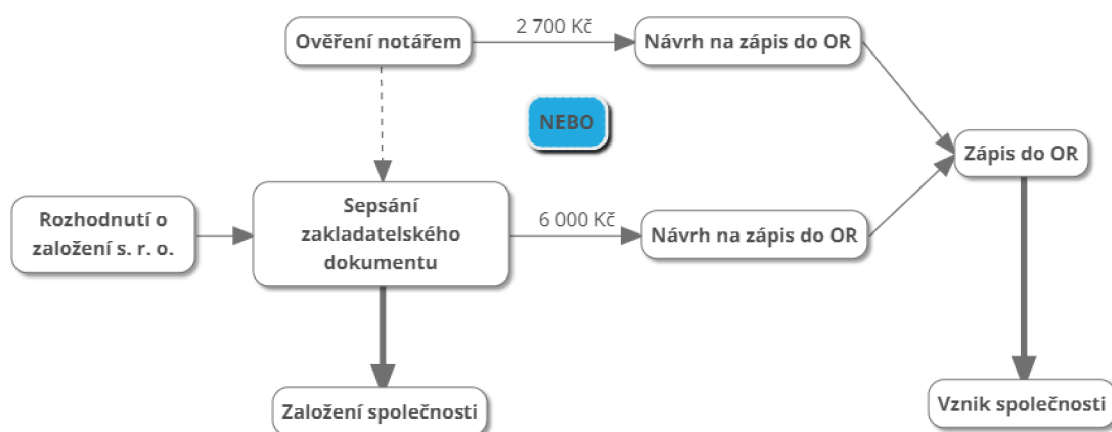 Ověření notářem
2 700 Kč
Návrh na zápis do OR
NEBO
Zápis do OR
Rozhodnutí o
založení s. r. o.
Sepsání
zakladatelského
dokumentu
6 000 Kč
Návrh na zápis do OR
Založení společnosti
Vznik společnosti